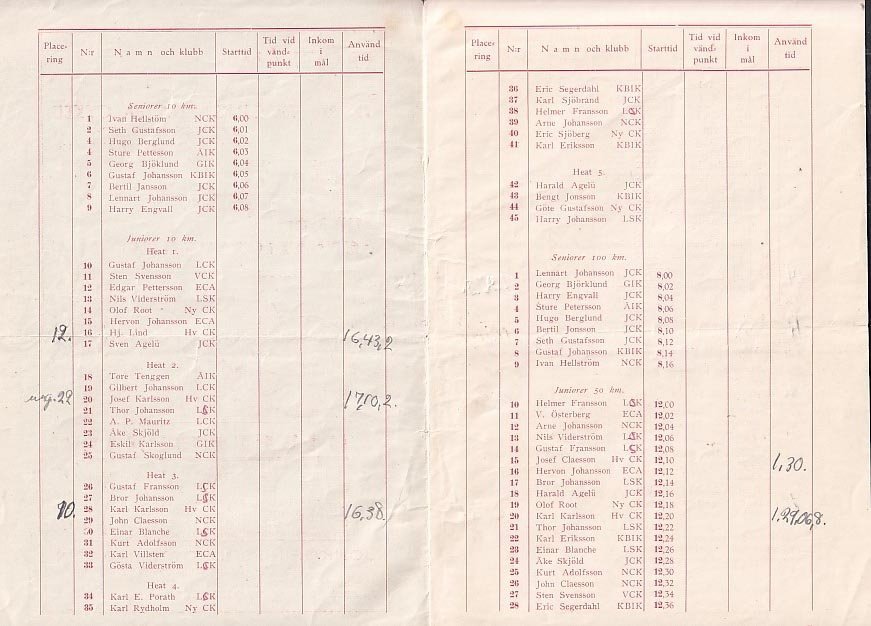 Place-
ring N:r Namn och klubb Starttid Tid vid
vänd-
punkt Inkom
i
mål Använd
tid
Seniorer 10 km.
1 Ivan Hellstöm NCK 6,00
2 Seth Gustafsson JCK 6,01
4 Hugo Berglund JCK 6,02
4 Sture Pettesson ÄIK 6,03
5 Georg Bjöklund GIK 6,04
6 Gustaf Johansson KBIK 6,05
7 Bertil Jansson JCK 6,06
8 Lennart Johansson JCK 6,07
9 Harry Engvall JCK 6,08
Juniorer 10 km.
Heat 1.
10 Gustaf Johansson LCK
11 Sten Svensson VCK
12 Edgar Pettersson ECA
13 Nils Viderström LSK
14 Olof Root Ny CK
15 Hervon Johansson ECA
12. 16 Hj. Lind Hv CK 16,43,2
17 Sven Agelü JCK
Heat 2.
18 Tore Tenggen ÄIK
19 Gilbert Johansson LCK
22 20 Josef Karlsson Hv CK 17,10,2.
21 Thor Johansson LSK
22 A. P. Mauritz LCK
23 Åke Skjöld JCK
24 Eskil Karlsson GIK
25 Gustaf Skoglund NCK
Heat 3.
26 Gustaf Fransson LCK
27 Bror Johansson LSK
10. 28 Karl Karlsson Hv CK 16,38.
29 John Claesson NCK
30 Einar Blanche LSK
31 Kurt Adolfsson NCK
32 Karl Villsten ECA
33 Gösta Viderström LSK
Heat 4.
34 Karl E. Porath LSK
35 Karl Rydholm Ny CK
Place-
ring N:r Namn och klubb Starttid Tid vid
vänd-
punkt Inkom
i
mål Använd
tid
36 Eric Segerdahl KBIK
37 Karl Sjöbrand JCK
38 Helmer Fransson LSK
39 Arne Johansson NCK
40 Eric Sjöberg Ny CK
41 Karl Eriksson KBIK
Heat 5.
42 Harald Agelü JCK
43 Bengt Jonsson KBIK
44 Göte Gustafsson Ny CK
45 Harry Johansson LSK
Seniorer 100 km.
1 Lennart Johansson JCK 8,00
2 Georg Björklund GIK 8,02
3 Harry Engvall JCK 8,04
4 Sture Petersson ÄIK 8,06
5 Hugo Berglund JCK 8,08
6 Bertil Jonsson JCK 8,10
7 Seth Gustafsson JCK 8,12
8 Gustaf Johansson KBIK 8,14
9 Ivan Hellström NCK 8,16
Juniorer 50 km.
10 Helmer Fransson LSK 12,00
11 V. Österberg ECA 12,02
12 Arne Johansson NCK 12,04
13 Nils Viderström LSK 12,06
14 Gustaf Fransson LSK 12,08
15 Josef Claesson Hv CK 12,10 1,30.
16 Hervon Johansson ECA 12,12
17 Bror Johansson LSK 12,14
18 Harald Agelü JCK 12,16
19 Olof Root Ny CK 12,18
20 Karl Karlsson Hv CK 12,20 1,29,06,8.
21 Thor Johansson LSK 12,22
22 Karl Eriksson KBIK 12,24
23 Einar Blanche LSK 12,26
24 Åke Skjöld JCK 12,28
25 Kurt Adolfsson NCK 12,30
26 John Claesson NCK 12,32
27 Sten Svensson VCK 12,34
28 Eric Segerdahl KBIK 12,36